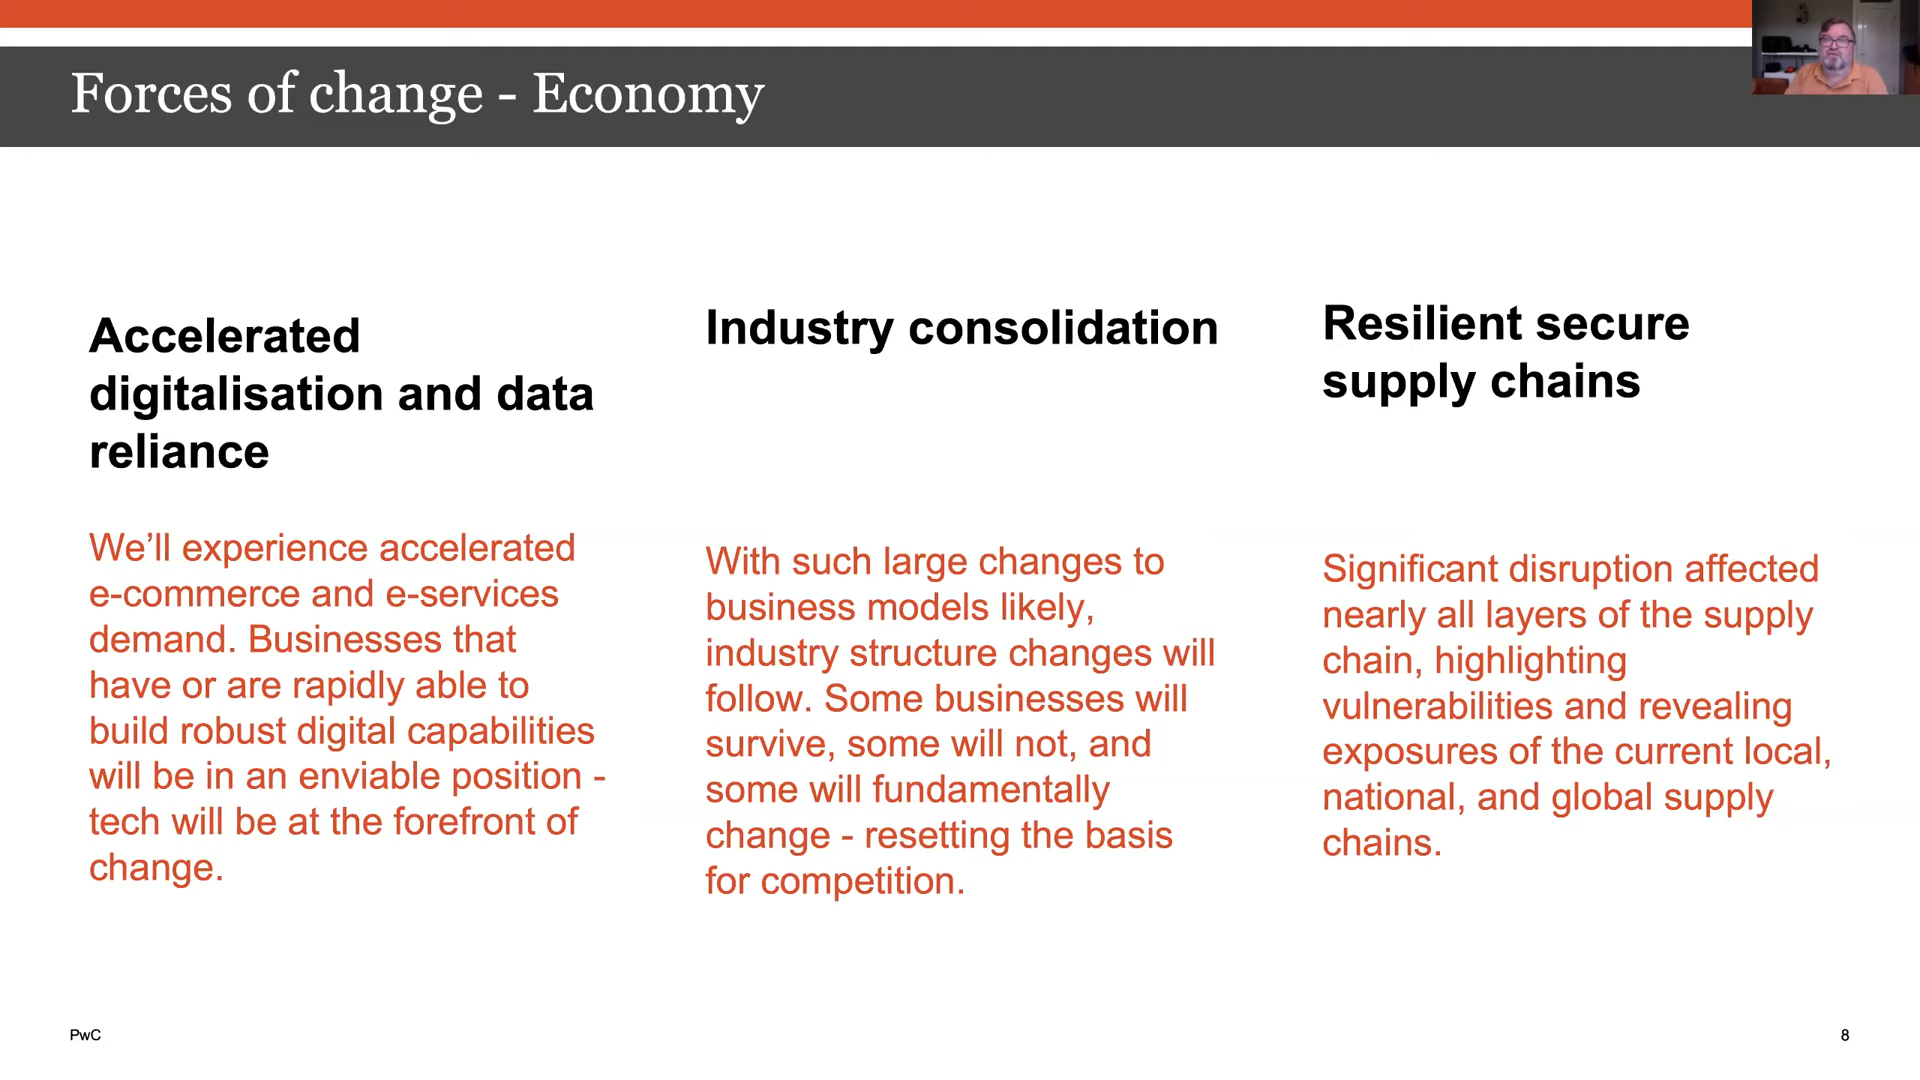 Forces of change - Economy
Accelerated
digitalisation and data
reliance
We’ll experience accelerated
e-commerce and e-services
demand. Businesses that
have or are rapidly able to
build robust digital capabilities
will be in an enviable position -
tech will be at the forefront of
change.
Industry consolidation
With such large changes to
business models likely,
industry structure changes will
follow. Some businesses will
survive, some will not, and
some will fundamentally
change - resetting the basis
for competition.
Resilient secure
supply chains
Significant disruption affected
nearly all layers of the supply
chain, highlighting
vulnerabilities and revealing
exposures of the current local,
national, and global supply
chains.
PwC
8